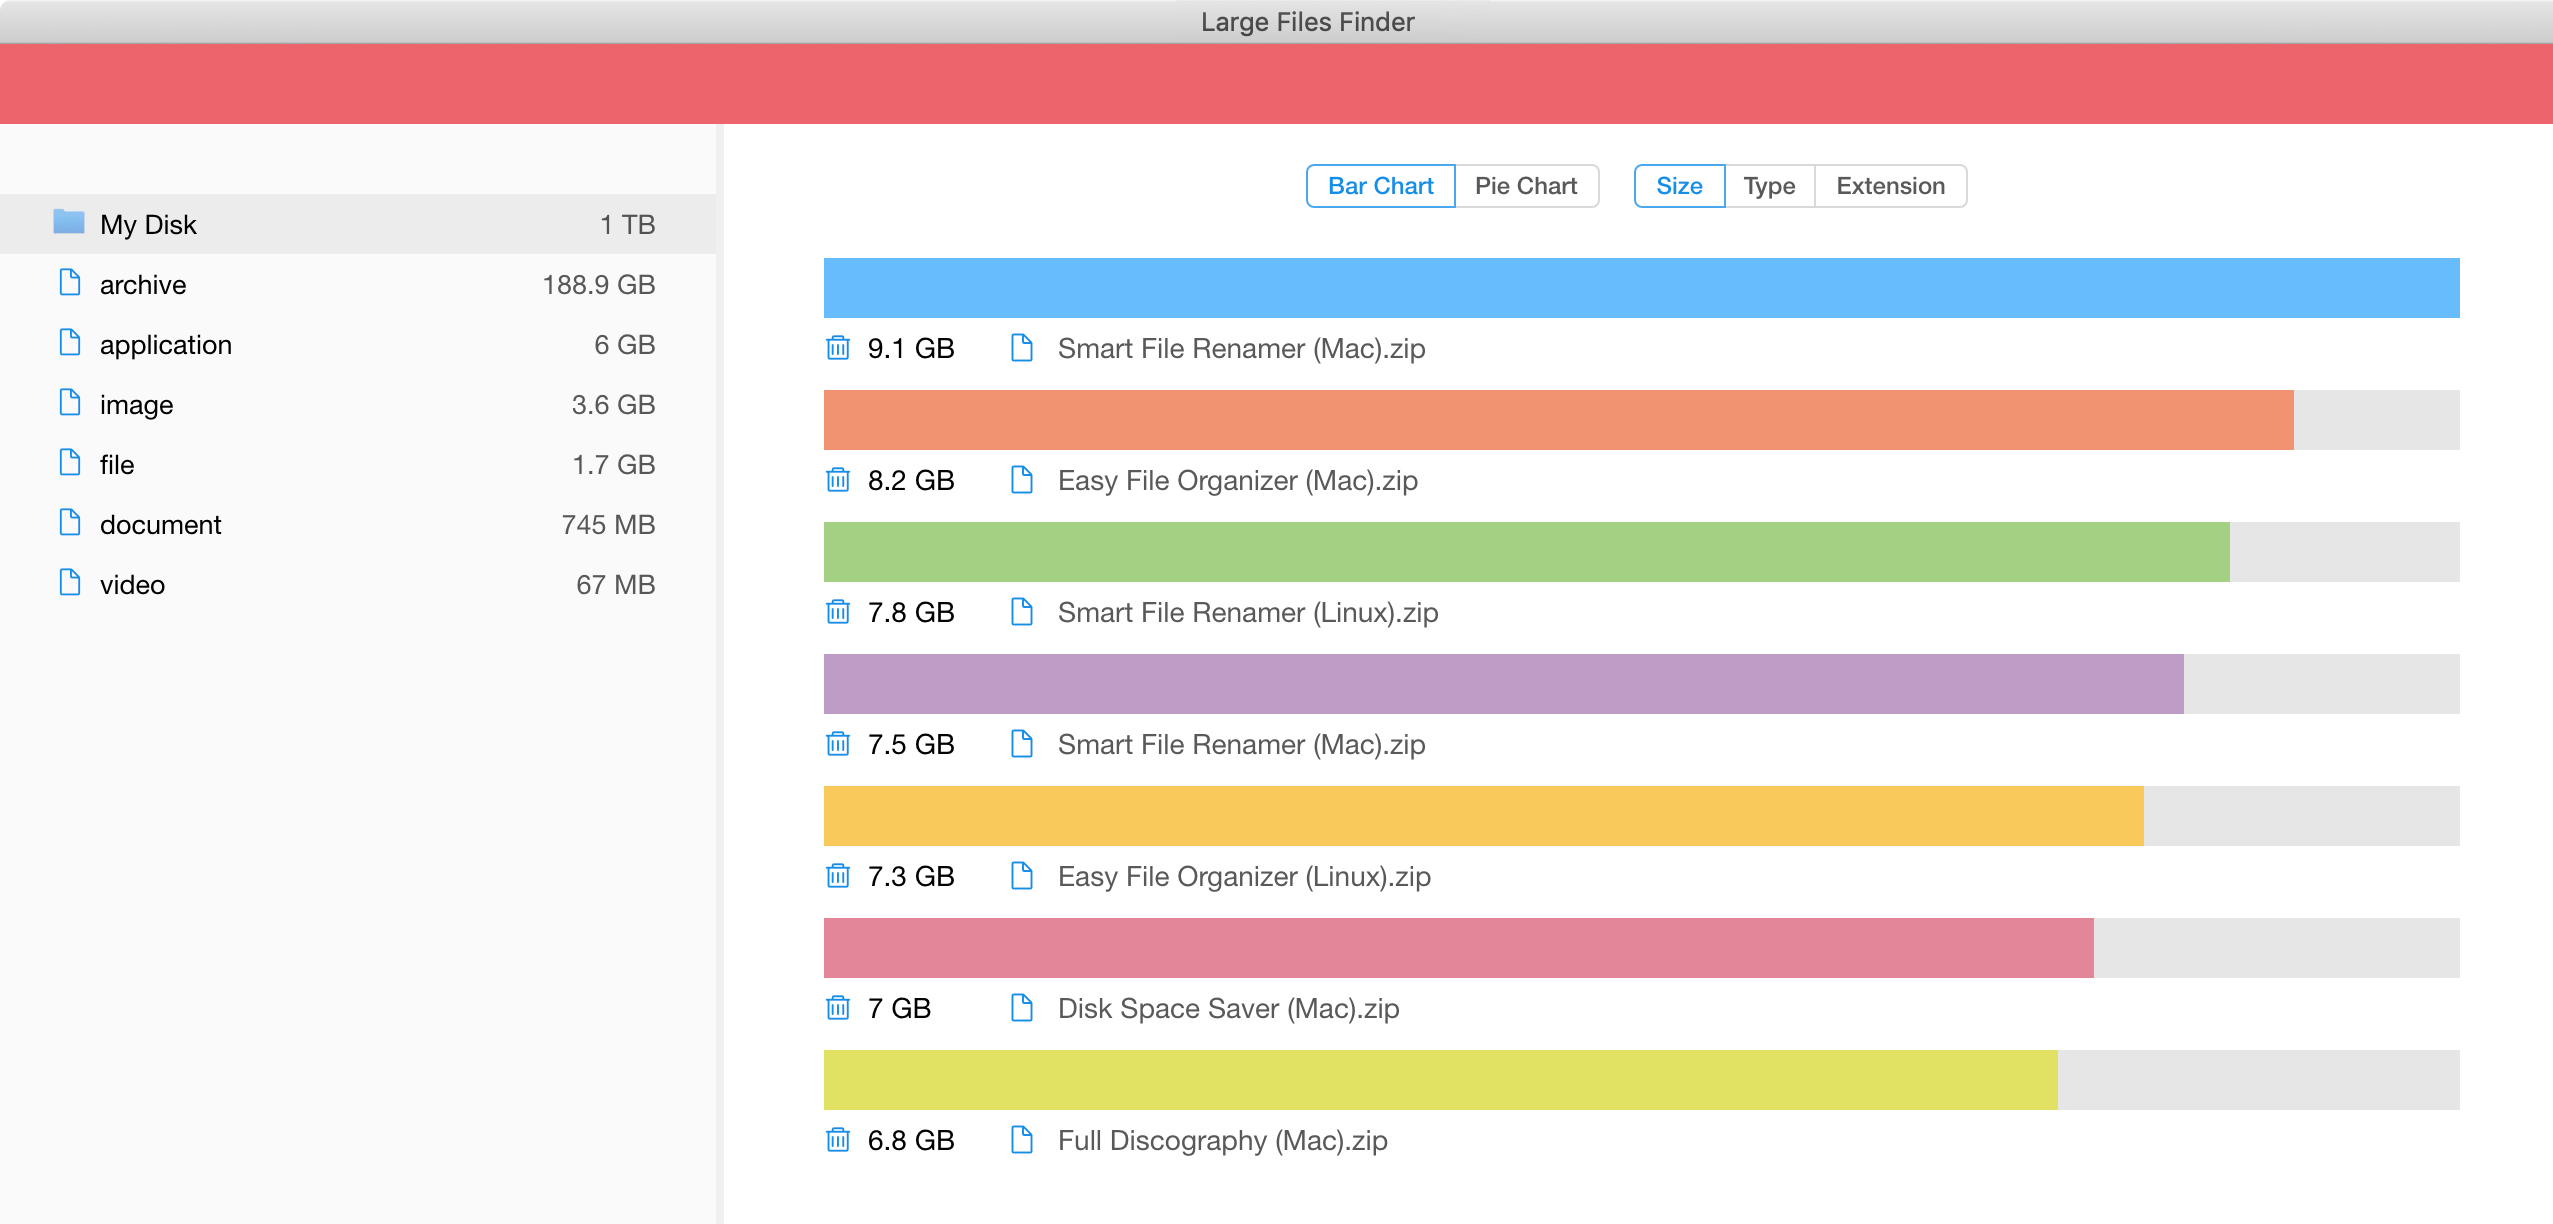 Large Files Finder
My Disk 1 TB
archive 188.9 GB
application 6 GB
image 3.6 GB
file 1.7 GB
document 745 MB
video 67 MB
Bar Chart Pie Chart Size Type Extension
9.1 GB Smart File Renamer (Mac).zip
8.2 GB Easy File Organizer (Mac).zip
7.8 GB Smart File Renamer (Linux).zip
7.5 GB Smart File Renamer (Mac).zip
7.3 GB Easy File Organizer (Linux).zip
7 GB Disk Space Saver (Mac).zip
6.8 GB Full Discography (Mac).zip